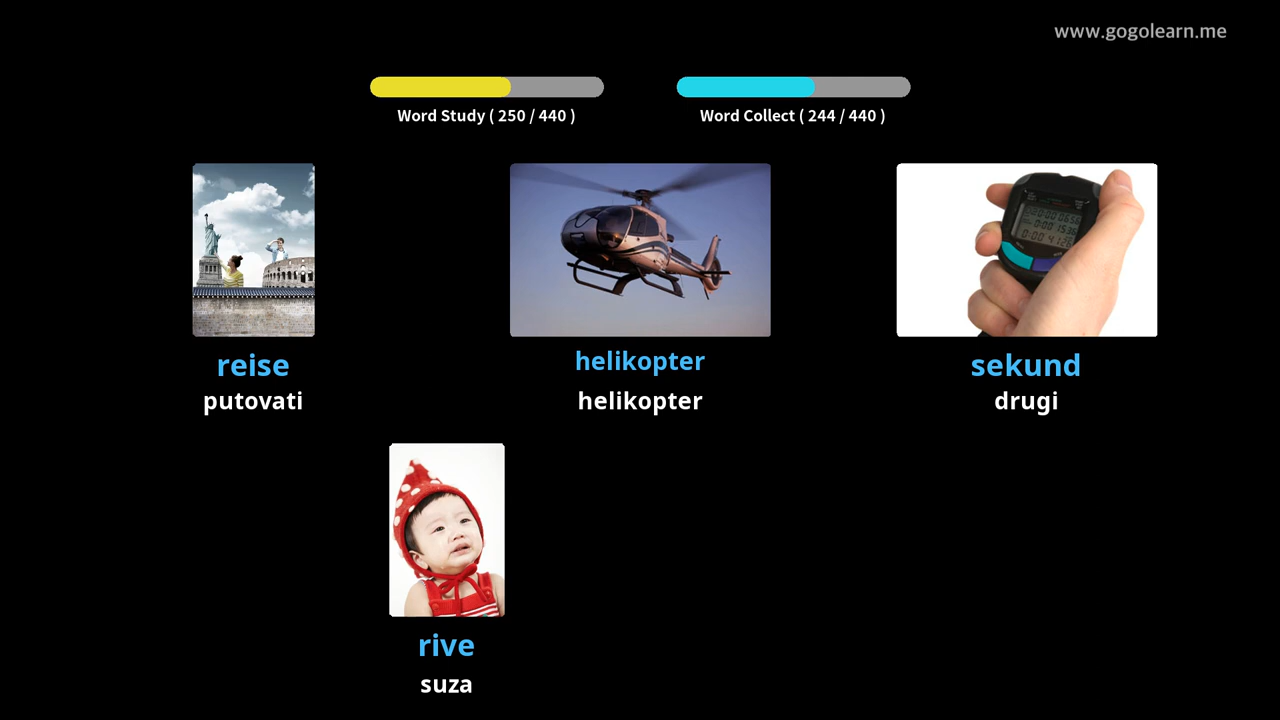 www.gogolearn.me
Word Study ( 250 / 440 )
Word Collect ( 244 / 440 )
reise
putovati
helikopter
helikopter
sekund
drugi
rive
suza